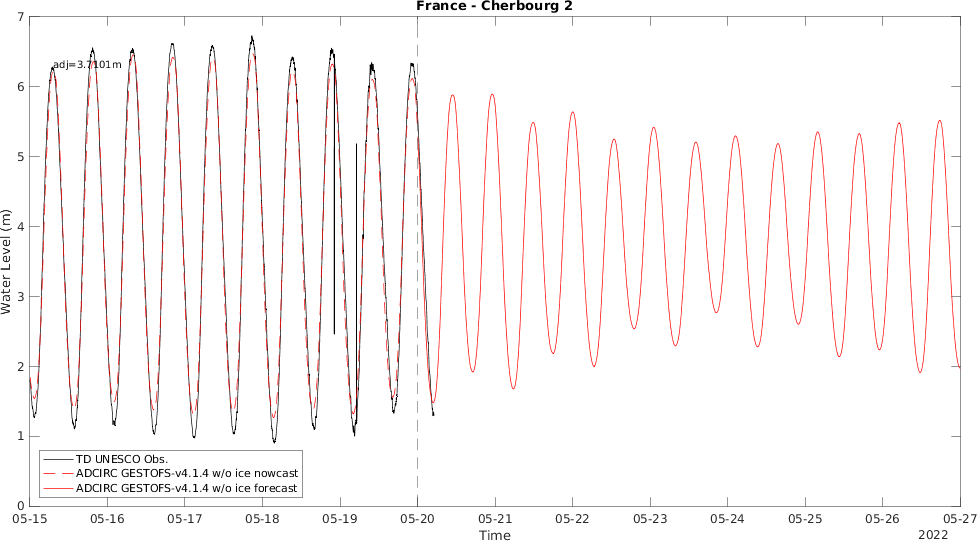 France - Cherbourg 2
7
6
5
4
3
2
1
0
Water Level (m)
adj=3.7101m
TD UNESCO Obs.
ADCIRC GESTOFS-v4.1.4 w/o ice nowcast
ADCIRC GESTOFS-v4.1.4 w/o ice forecast
05-15 05-16 05-17 05-18 05-19 05-20 05-21 05-22 05-23 05-24 05-25 05-26 05-27
Time
2022